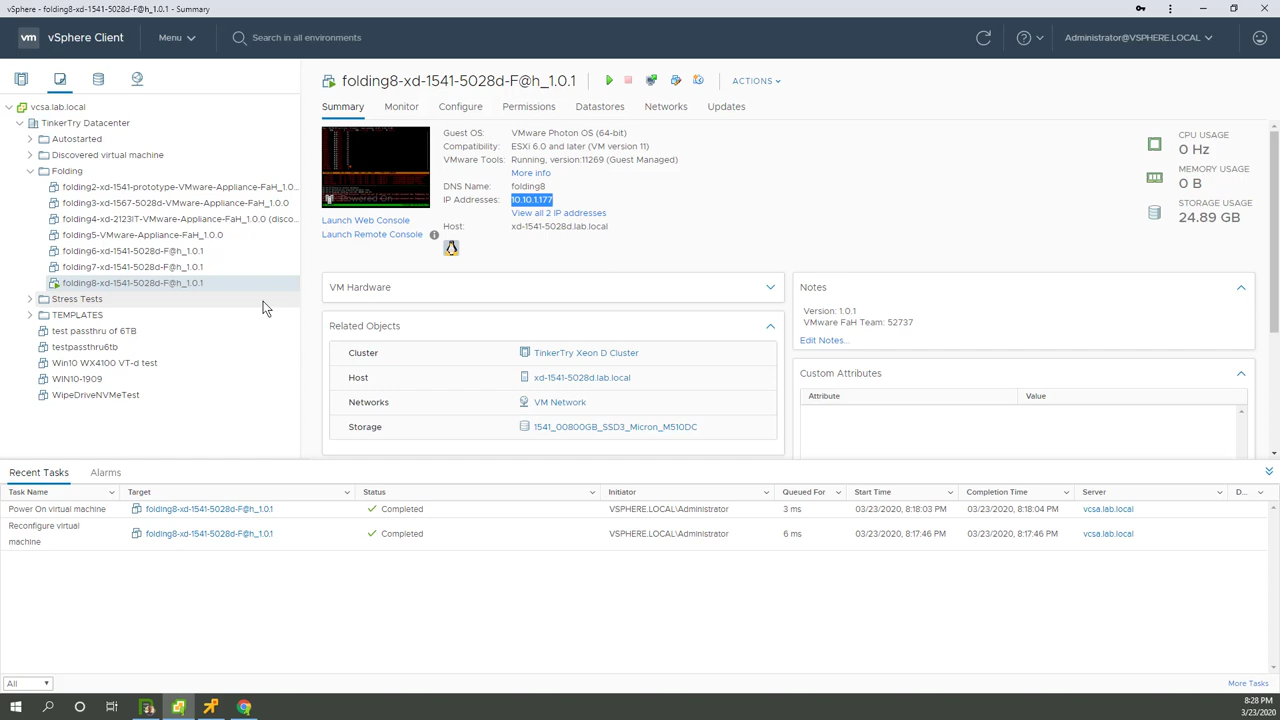 vSphere - folding8-xd-1541-5028d-F@h_1.0.1 - Summary
vm vSphere Client Menu Search in all environments Administrator@VSPHERE.LOCAL
folding8-xd-1541-5028d-F@h_1.0.1 ACTIONS
Summary Monitor Configure Permissions Datastores Networks Updates
vcsa.lab.local
TinkerTry Datacenter
Autostarted
Discovered virtual machine
Folding
folding2-xd-1541-prototype-VMware-Appliance-FaH_1.0...
folding3-xd-1567-5028d-VMware-Appliance-FaH_1.0.0
folding4-xd-2123IT-VMware-Appliance-FaH_1.0.0 (disco...
folding5-VMware-Appliance-FaH_1.0.0
folding6-xd-1541-5028d-F@h_1.0.1
folding7-xd-1541-5028d-F@h_1.0.1
folding8-xd-1541-5028d-F@h_1.0.1
Stress Tests
TEMPLATES
test passthru of 6TB
testpassthru6tb
Win10 WX4100 VT-d test
WIN10-1909
WipeDriveNVMeTest
Powered On
Launch Web Console
Launch Remote Console
Guest OS: VMware Photon OS (64-bit)
Compatibility: ESXi 6.0 and later (VM version 11)
VMware Tools: Running, version:11269 (Guest Managed)
More info
DNS Name: folding8
IP Addresses: 10.10.1.177
View all 2 IP addresses
Host: xd-1541-5028d.lab.local
CPU USAGE
0 Hz
MEMORY USAGE
0 B
STORAGE USAGE
24.89 GB
VM Hardware
Related Objects
Cluster TinkerTry Xeon D Cluster
Host xd-1541-5028d.lab.local
Networks VM Network
Storage 1541_00800GB_SSD3_Micron_M510DC
Notes
Version: 1.0.1
VMware FaH Team: 52737
Edit Notes...
Custom Attributes
Attribute Value
Recent Tasks Alarms
Task Name Target Status Initiator Queued For Start Time Completion Time Server D...
Power On virtual machine folding8-xd-1541-5028d-F@h_1.0.1 Completed VSPHERE.LOCAL\Administrator 3 ms 03/23/2020, 8:18:03 PM 03/23/2020, 8:18:04 PM vcsa.lab.local
Reconfigure virtual machine folding8-xd-1541-5028d-F@h_1.0.1 Completed VSPHERE.LOCAL\Administrator 6 ms 03/23/2020, 8:17:46 PM 03/23/2020, 8:17:46 PM vcsa.lab.local
All More Tasks
8:28 PM
3/23/2020